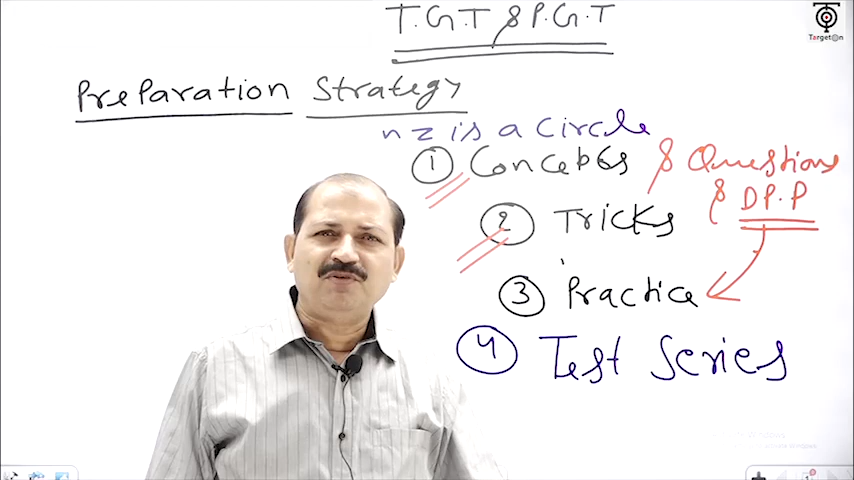 T.G.T & P.G.T
Preparation Strategy
n z is a circle
① Concepts & Questions
& D P.P
② Tricks
③ Practice
④ Test Series
TargetOn